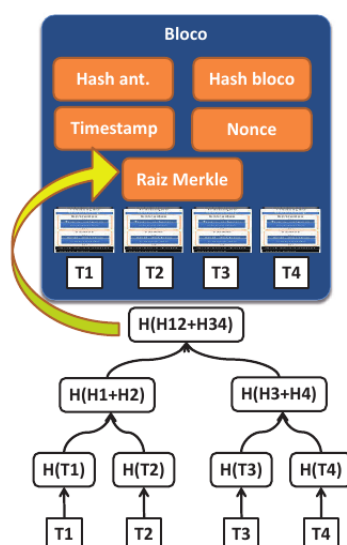 Bloco
Hash ant. Hash bloco
Timestamp Nonce
Raiz Merkle
T1 T2 T3 T4
H(H12+H34)
H(H1+H2) H(H3+H4)
H(T1) H(T2) H(T3) H(T4)
T1 T2 T3 T4